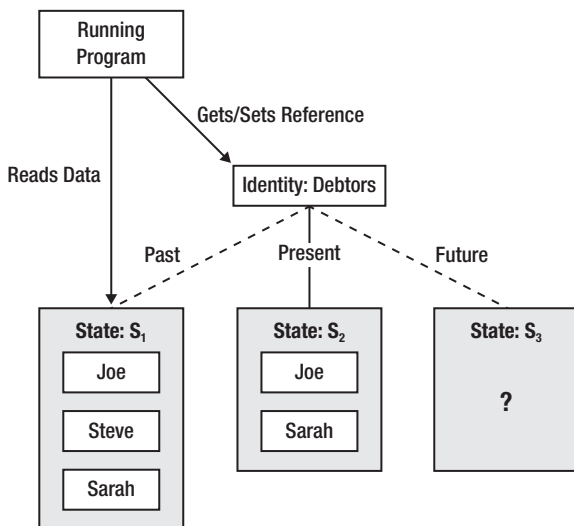 Running
Program
Gets/Sets Reference
Reads Data
Identity: Debtors
Past
Present
Future
State: S₁
Joe
Steve
Sarah
State: S₂
Joe
Sarah
State: S₃
?